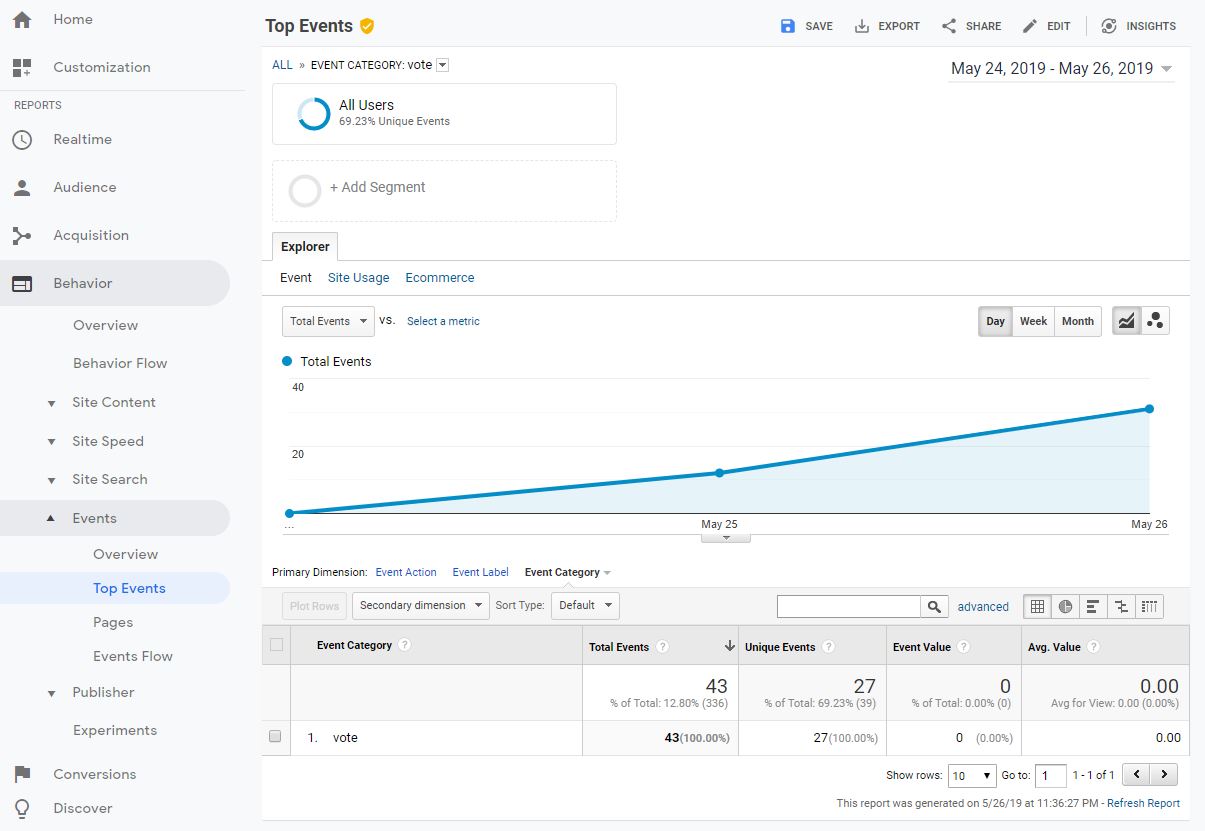 Home
Customization
REPORTS
Realtime
Audience
Acquisition
Behavior
Overview
Behavior Flow
Site Content
Site Speed
Site Search
Events
Overview
Top Events
Pages
Events Flow
Publisher
Experiments
Conversions
Discover
Top Events
SAVE EXPORT SHARE EDIT INSIGHTS
ALL » EVENT CATEGORY: vote
May 24, 2019 - May 26, 2019
All Users
69.23% Unique Events
+ Add Segment
Explorer
Event Site Usage Ecommerce
Total Events VS. Select a metric Day Week Month
Total Events
40
20
... May 25 May 26
Primary Dimension: Event Action Event Label Event Category
Plot Rows Secondary dimension Sort Type: Default advanced
Event Category ? Total Events ? Unique Events ? Event Value ? Avg. Value ?
43 27 0 0.00
% of Total: 12.80% (336) % of Total: 69.23% (39) % of Total: 0.00% (0) Avg for View: 0.00 (0.00%)
1. vote 43(100.00%) 27(100.00%) 0 (0.00%) 0.00
Show rows: 10 Go to: 1 1 - 1 of 1
This report was generated on 5/26/19 at 11:36:27 PM - Refresh Report